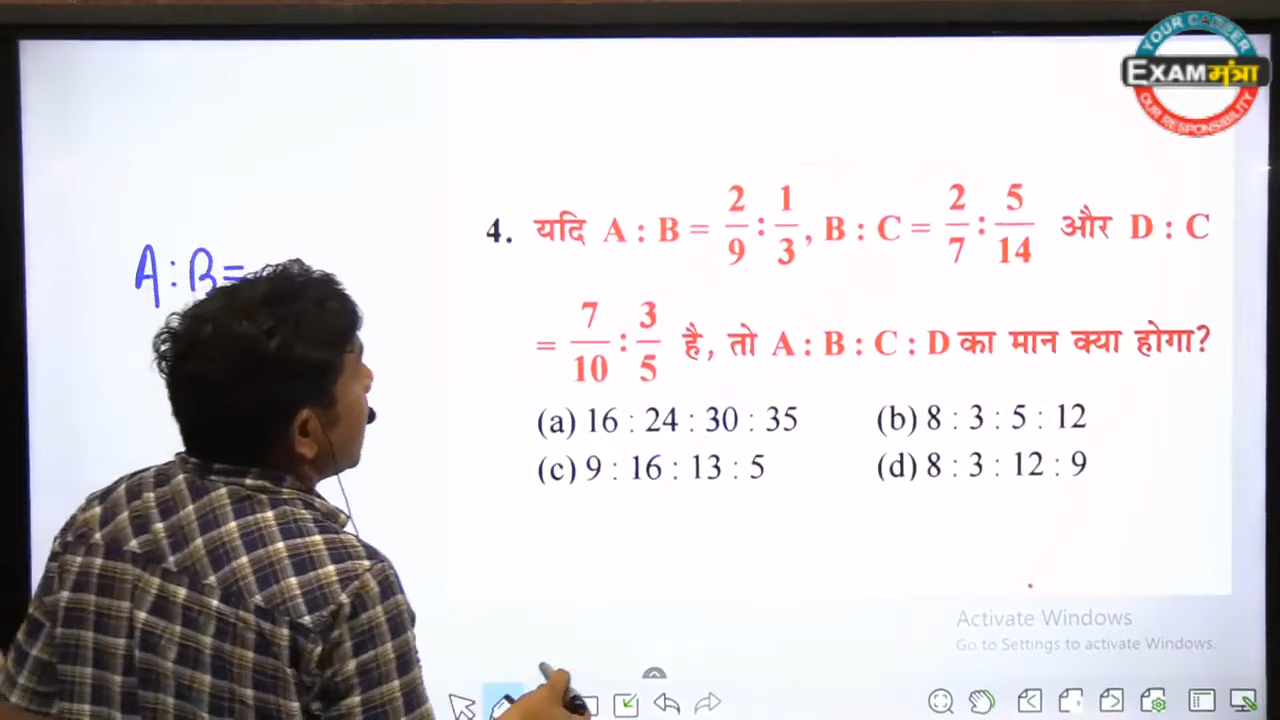 YOUR CAREER
EXAMमंत्रा
OUR RESPONSIBILITY
A:B=
4. यदि A : B = 2/9 : 1/3, B : C = 2/7 : 5/14 और D : C
= 7/10 : 3/5 है, तो A : B : C : D का मान क्या होगा?
(a) 16 : 24 : 30 : 35 (b) 8 : 3 : 5 : 12
(c) 9 : 16 : 13 : 5 (d) 8 : 3 : 12 : 9
Activate Windows
Go to Settings to activate Windows.